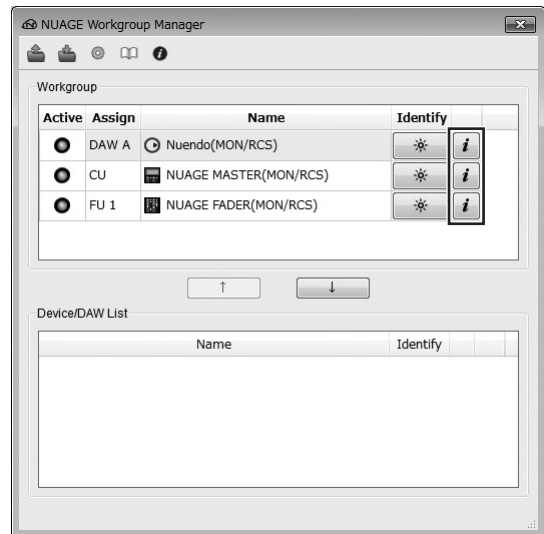 NUAGE Workgroup Manager
Workgroup
Active Assign Name Identify
DAW A Nuendo(MON/RCS) i
CU NUAGE MASTER(MON/RCS) i
FU 1 NUAGE FADER(MON/RCS) i
↑ ↓
Device/DAW List
Name Identify